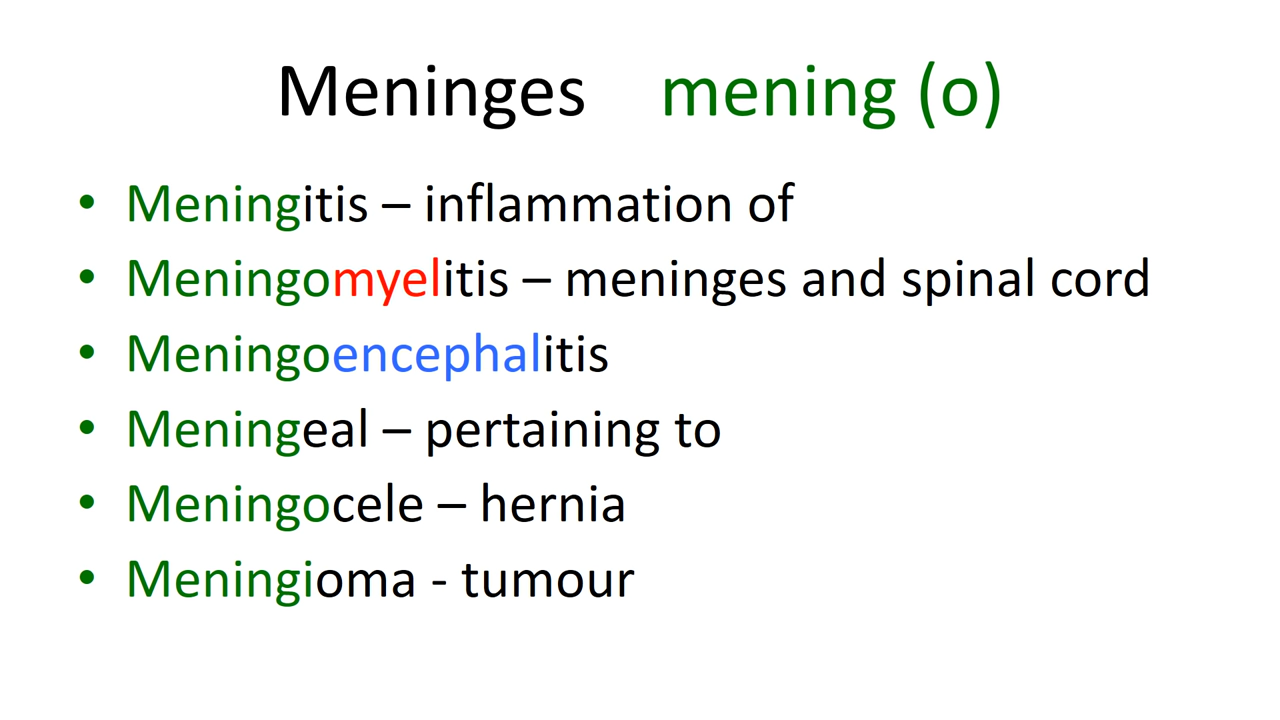 Meninges mening (o)
• Meningitis – inflammation of
• Meningomyelitis – meninges and spinal cord
• Meningoencephalitis
• Meningeal – pertaining to
• Meningocele – hernia
• Meningioma - tumour